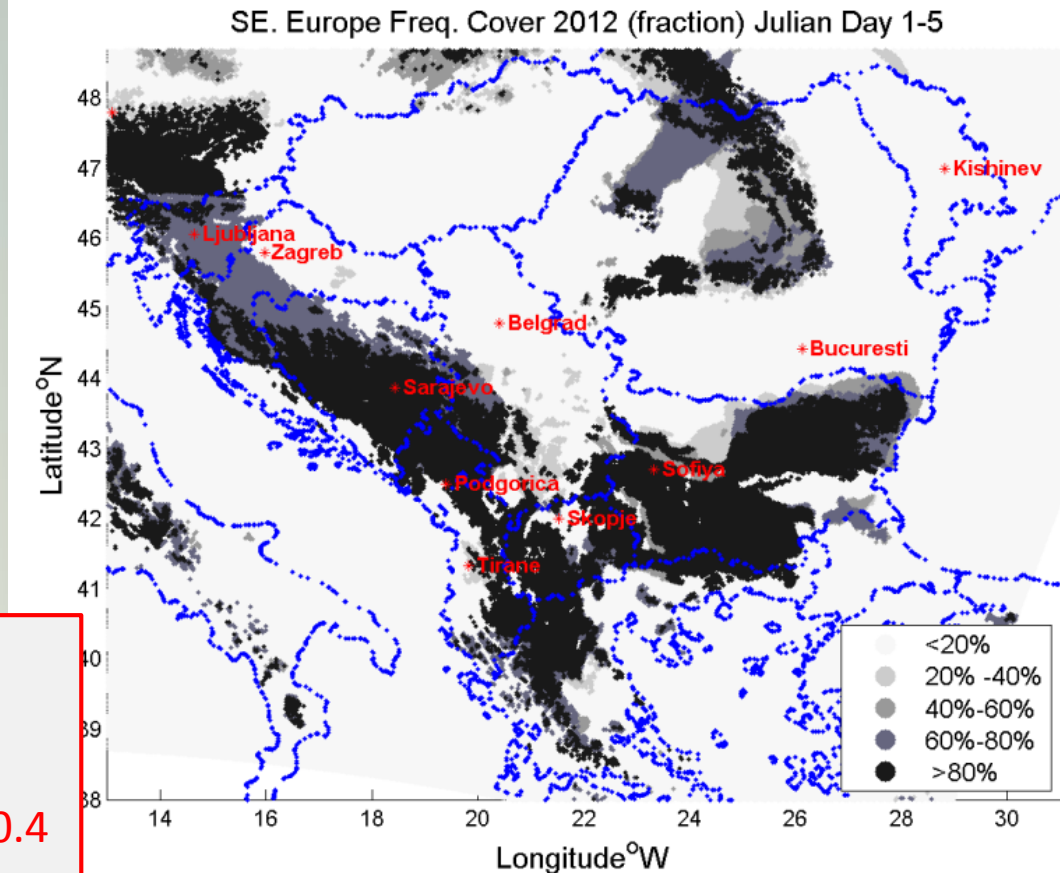 SE. Europe Freq. Cover 2012 (fraction) Julian Day 1-5
48
47
46
45
44
43
42
41
40
39
38
Latitude°N
Kishinev
Ljubljana
Zagreb
Belgrad
Bucuresti
Sarajevo
Sofiya
Podgorica
Skopje
Tirane
<20%
20% -40%
40%-60%
60%-80%
>80%
0.4
14 16 18 20 22 24 26 28 30
Longitude°W